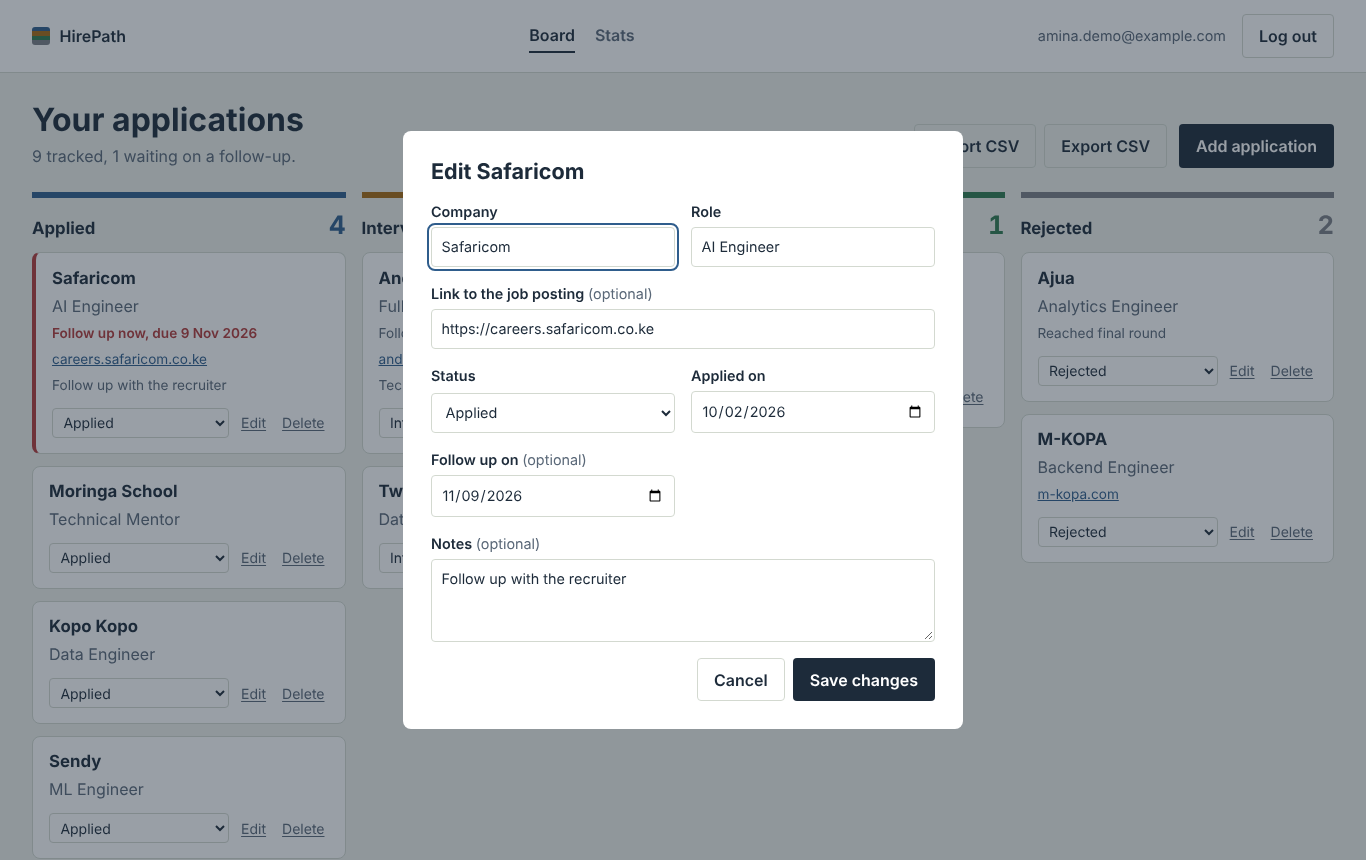 HirePath
Board
Stats
amina.demo@example.com
Log out
Your applications
9 tracked, 1 waiting on a follow-up.
CSV
Export CSV
Add application
Applied
4
1
Rejected
2
Safaricom
AI Engineer
Follow up now, due 9 Nov 2026
careers.safaricom.co.ke
Follow up with the recruiter
Applied
Edit
Delete
Moringa School
Technical Mentor
Applied
Edit
Delete
Kopo Kopo
Data Engineer
Applied
Edit
Delete
Sendy
ML Engineer
Applied
Edit
Delete
Edit Safaricom
Company
Role
Safaricom
AI Engineer
Link to the job posting (optional)
https://careers.safaricom.co.ke
Status
Applied on
Applied
10/02/2026
Follow up on (optional)
11/09/2026
Notes (optional)
Follow up with the recruiter
Cancel
Save changes
Ajua
Analytics Engineer
Reached final round
Rejected
Edit
Delete
M-KOPA
Backend Engineer
m-kopa.com
Rejected
Edit
Delete